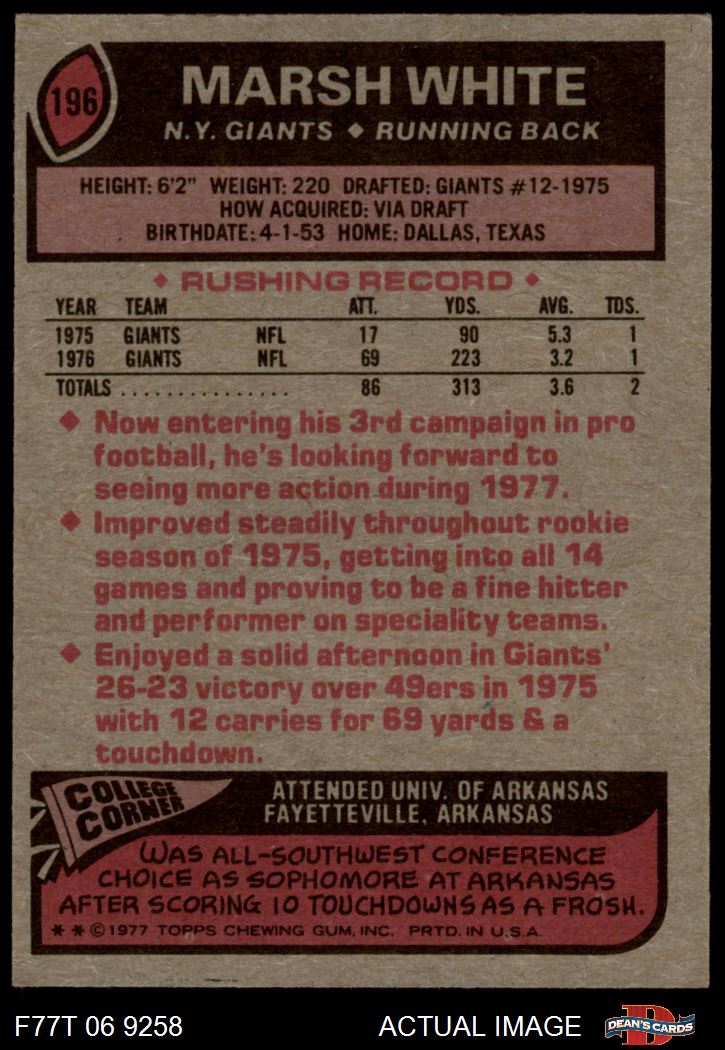 196
MARSH WHITE
N.Y. GIANTS ◆ RUNNING BACK
HEIGHT: 6'2" WEIGHT: 220 DRAFTED: GIANTS #12-1975
HOW ACQUIRED: VIA DRAFT
BIRTHDATE: 4-1-53 HOME: DALLAS, TEXAS
◆ RUSHING RECORD ◆
YEAR TEAM ATT. YDS. AVG. TDS.
1975 GIANTS NFL 17 90 5.3 1
1976 GIANTS NFL 69 223 3.2 1
TOTALS ............... 86 313 3.6 2
◆ Now entering his 3rd campaign in pro
football, he's looking forward to
seeing more action during 1977.
◆ Improved steadily throughout rookie
season of 1975, getting into all 14
games and proving to be a fine hitter
and performer on speciality teams.
◆ Enjoyed a solid afternoon in Giants'
26-23 victory over 49ers in 1975
with 12 carries for 69 yards & a
touchdown.
COLLEGE
CORNER
ATTENDED UNIV. OF ARKANSAS
FAYETTEVILLE, ARKANSAS
WAS ALL-SOUTHWEST CONFERENCE
CHOICE AS SOPHOMORE AT ARKANSAS
AFTER SCORING 10 TOUCHDOWNS AS A FROSH.
* * © 1977 TOPPS CHEWING GUM, INC. PRTD. IN U.S.A.
F77T 06 9258 ACTUAL IMAGE
D
DEAN'S CARDS